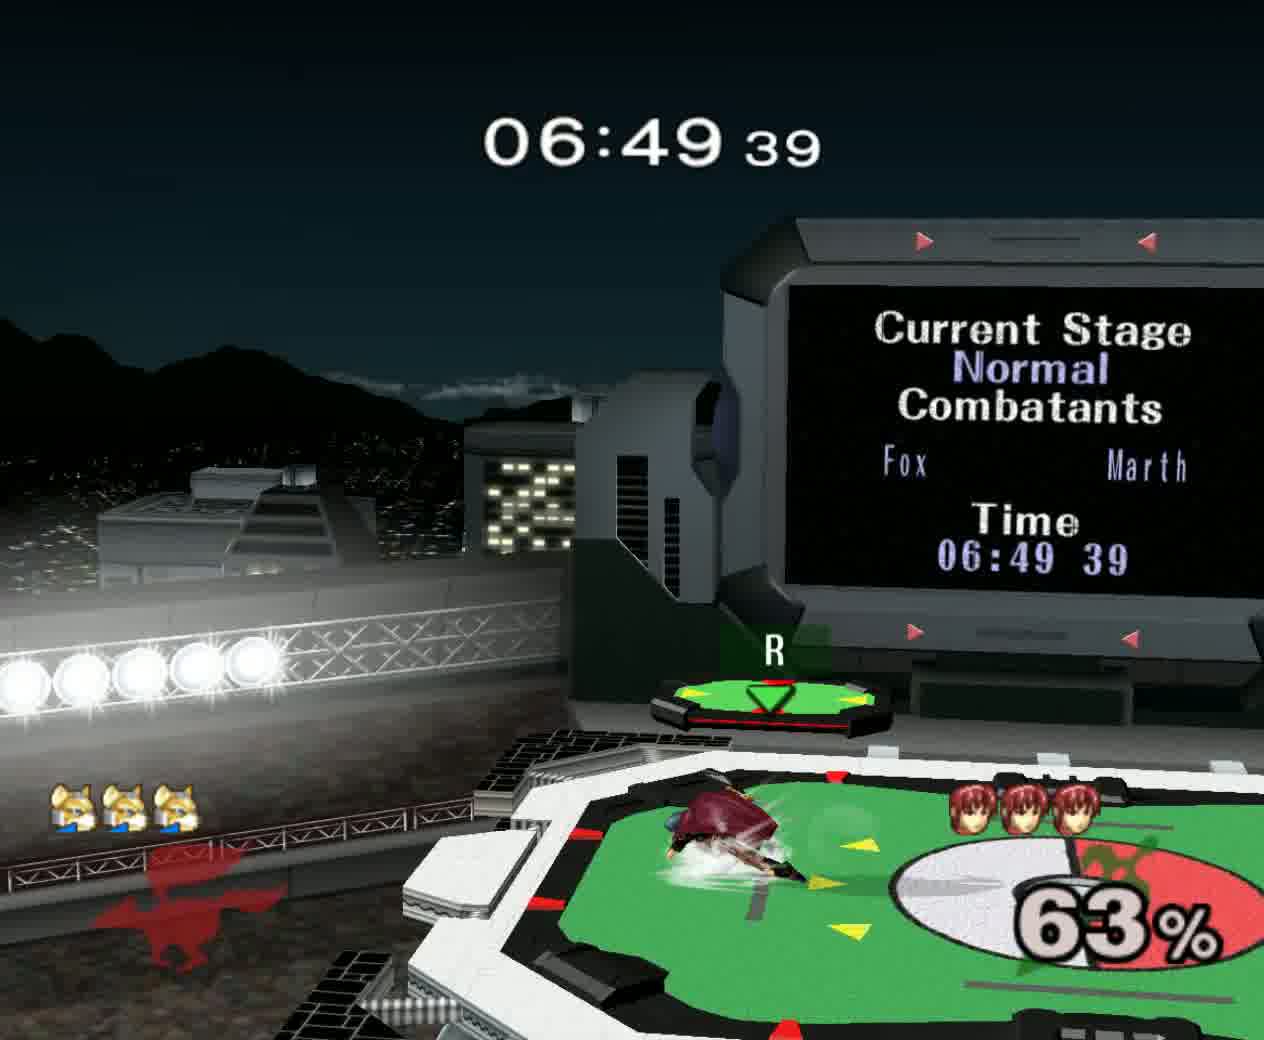 06:49 39
Current Stage
Normal
Combatants
Fox Marth
Time
06:49 39
R
63%